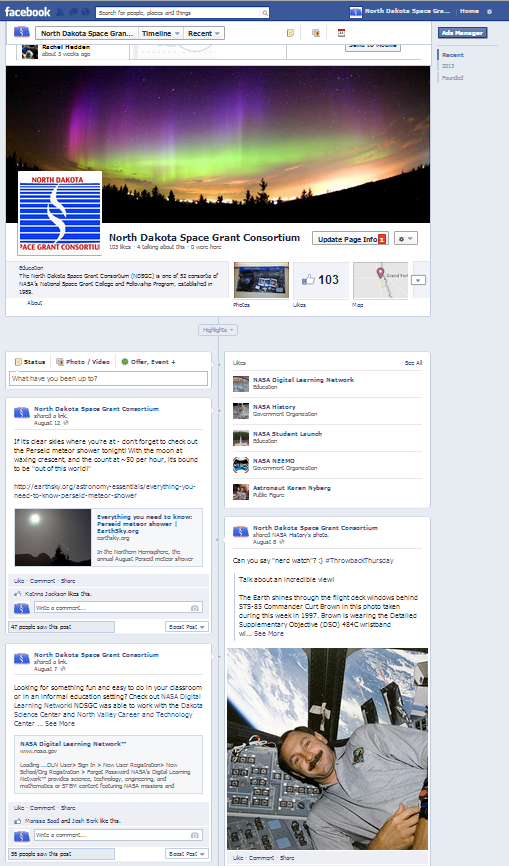 facebook
Search for people, places and things
North Dakota Space Gra...
Home
North Dakota Space Gran...
Timeline
Recent
Ads Manager
Recent
2013
Founded
Rachel Hedden
about 3 weeks ago
Send to Mobile
NORTH DAKOTA
PACE GRANT CONSORTIU
North Dakota Space Grant Consortium
103 likes · 4 talking about this · 0 were here
Update Page Info 1
Education
The North Dakota Space Grant Consortium (NDSGC) is one of 52 consortia of
NASA's National Space Grant College and Fellowship Program, established in
1989.
About
Photos
103
Likes
Grand For
Map
Highlights
Status
Photo / Video
Offer, Event +
What have you been up to?
North Dakota Space Grant Consortium
shared a link.
August 12
If it's clear skies where you're at - don't forget to check out
the Perseid meteor shower tonight! With the moon at
waxing crescent, and the count at ~50 per hour, it's bound
to be "out of this world!"
http://earthsky.org/astronomy-essentials/everything-you-
need-to-know-perseid-meteor-shower
Everything you need to know:
Perseid meteor shower |
EarthSky.org
earthsky.org
In the Northern Hemisphere, the
annual August Perseid meteor shower
Like · Comment · Share
Katrina Jackson likes this.
Write a comment...
47 people saw this post
Boost Post
North Dakota Space Grant Consortium
shared a link.
August 7
Looking for something fun and easy to do in your classroom
or in an informal education setting? Check out NASA Digital
Learning Network! NDSGC was able to work with the Dakota
Science Center and North Valley Career and Technology
Center ... See More
NASA Digital Learning Network™
www.nasa.gov
Loading ...DLN User> Sign In > New User Registration> New
School/Org Registration > Forgot Password NASA's Digital Learning
Network™ provides science, technology, engineering, and
mathematics or STEM content featuring NASA missions and
Like · Comment · Share
Marissa Saad and Josh Bork like this.
Write a comment...
55 people saw this post
Boost Post
Likes
See All
NASA Digital Learning Network
Education
NASA History
Government Organization
NASA Student Launch
Education
NASA NEEMO
Government Organization
Astronaut Karen Nyberg
Public Figure
North Dakota Space Grant Consortium
shared NASA History's photo.
August 8
Can you say "nerd watch"? :) #ThrowbackThursday
Talk about an incredible view!
The Earth shines through the flight deck windows behind
STS-85 Commander Curt Brown in this photo taken
during this week in 1997. Brown is wearing the Detailed
Supplementary Objective (DSO) 484C wristband
wi... See More
Like · Comment · Share